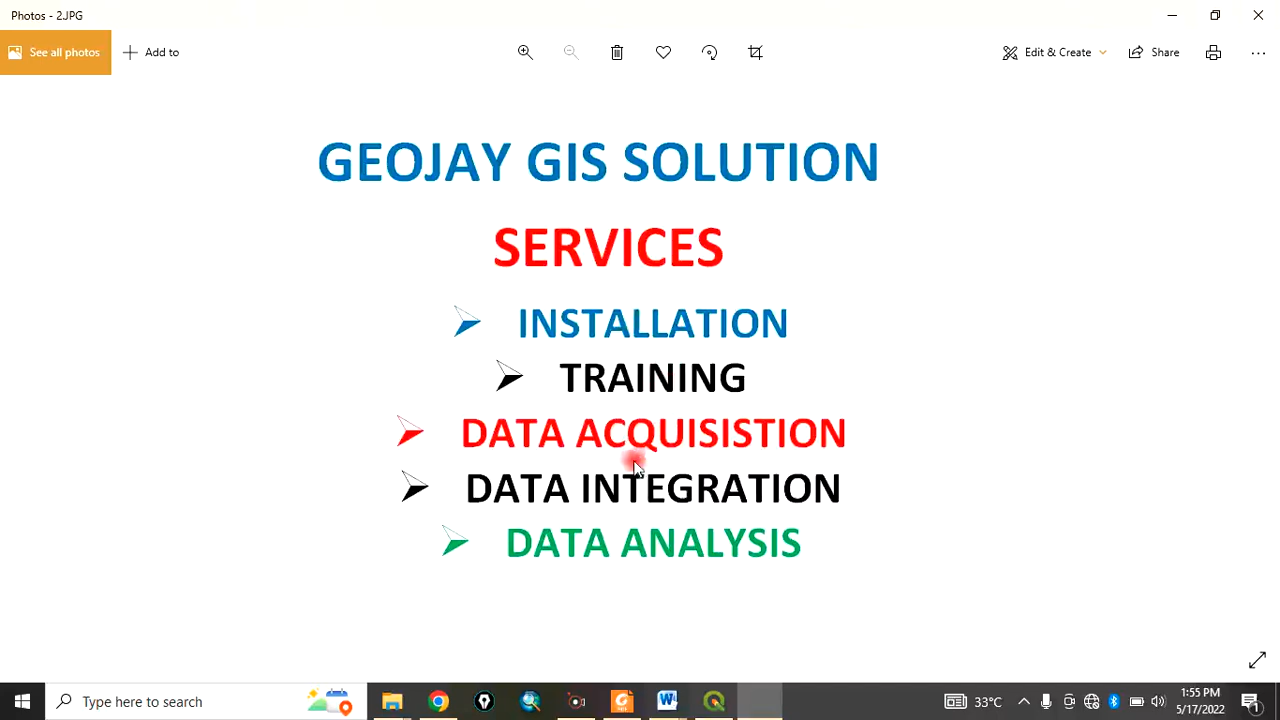 Photos - 2.JPG
See all photos
Add to
Edit & Create
Share
GEOJAY GIS SOLUTION
SERVICES
INSTALLATION
TRAINING
DATA ACQUISISTION
DATA INTEGRATION
DATA ANALYSIS
Type here to search
33°C
1:55 PM
5/17/2022